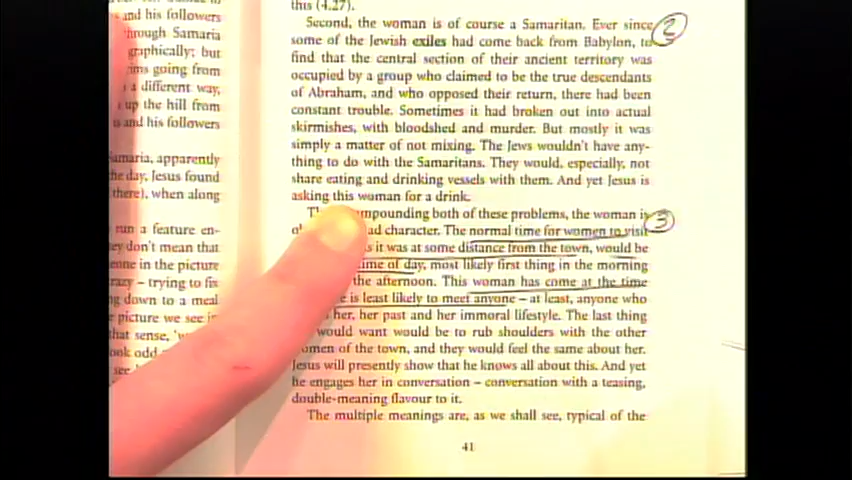 and his followers
through Samaria
graphically; but
ims going from
a different way,
up the hill from
s and his followers
amaria, apparently
he day, Jesus found
there), when along
run a feature en-
ey don't mean that
eone in the picture
razy – trying to fix
ng down to a meal
picture we see in
that sense,
ook odd
see
this (4.27).
Second, the woman is of course a Samaritan. Ever since
some of the Jewish exiles had come back from Babylon, to
find that the central section of their ancient territory was
occupied by a group who claimed to be the true descendants
of Abraham, and who opposed their return, there had been
constant trouble. Sometimes it had broken out into actual
skirmishes, with bloodshed and murder. But mostly it was
simply a matter of not mixing. The Jews wouldn't have any-
thing to do with the Samaritans. They would, especially, not
share eating and drinking vessels with them. And yet Jesus is
asking this woman for a drink.
mpounding both of these problems, the woman is
ad character. The normal time for women to visit
s it was at some distance from the town, would be
time of day, most likely first thing in the morning
the afternoon. This woman has come at the time
e is least likely to meet anyone – at least, anyone who
her, her past and her immoral lifestyle. The last thing
would want would be to rub shoulders with the other
omen of the town, and they would feel the same about her.
Jesus will presently show that he knows all about this. And yet
he engages her in conversation – conversation with a teasing,
double-meaning flavour to it.
The multiple meanings are, as we shall see, typical of the
41
2
3